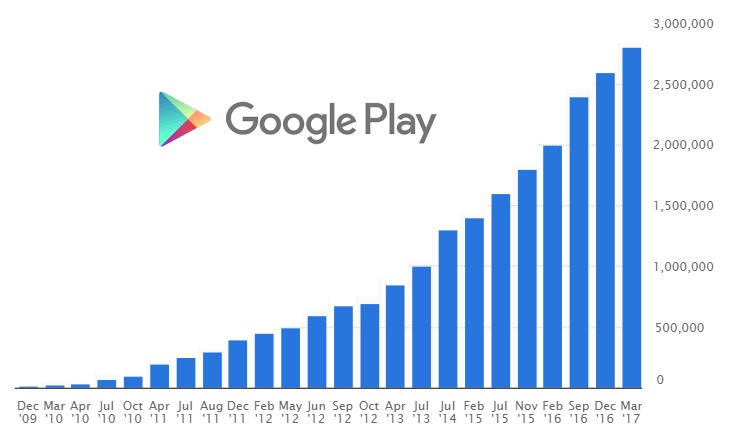 3,000,000
Google Play
2,500,000
2,000,000
1,500,000
1,000,000
500,000
0
Dec Mar Apr Jul Oct Apr Jul Aug Dec Feb May Jun Sep Oct Apr Jul Jul Feb Jul Nov Feb Sep Dec Mar
'09 '10 '10 '10 '10 '11 '11 '11 '11 '12 '12 '12 '12 '12 '13 '13 '14 '15 '15 '15 '16 '16 '16 '17